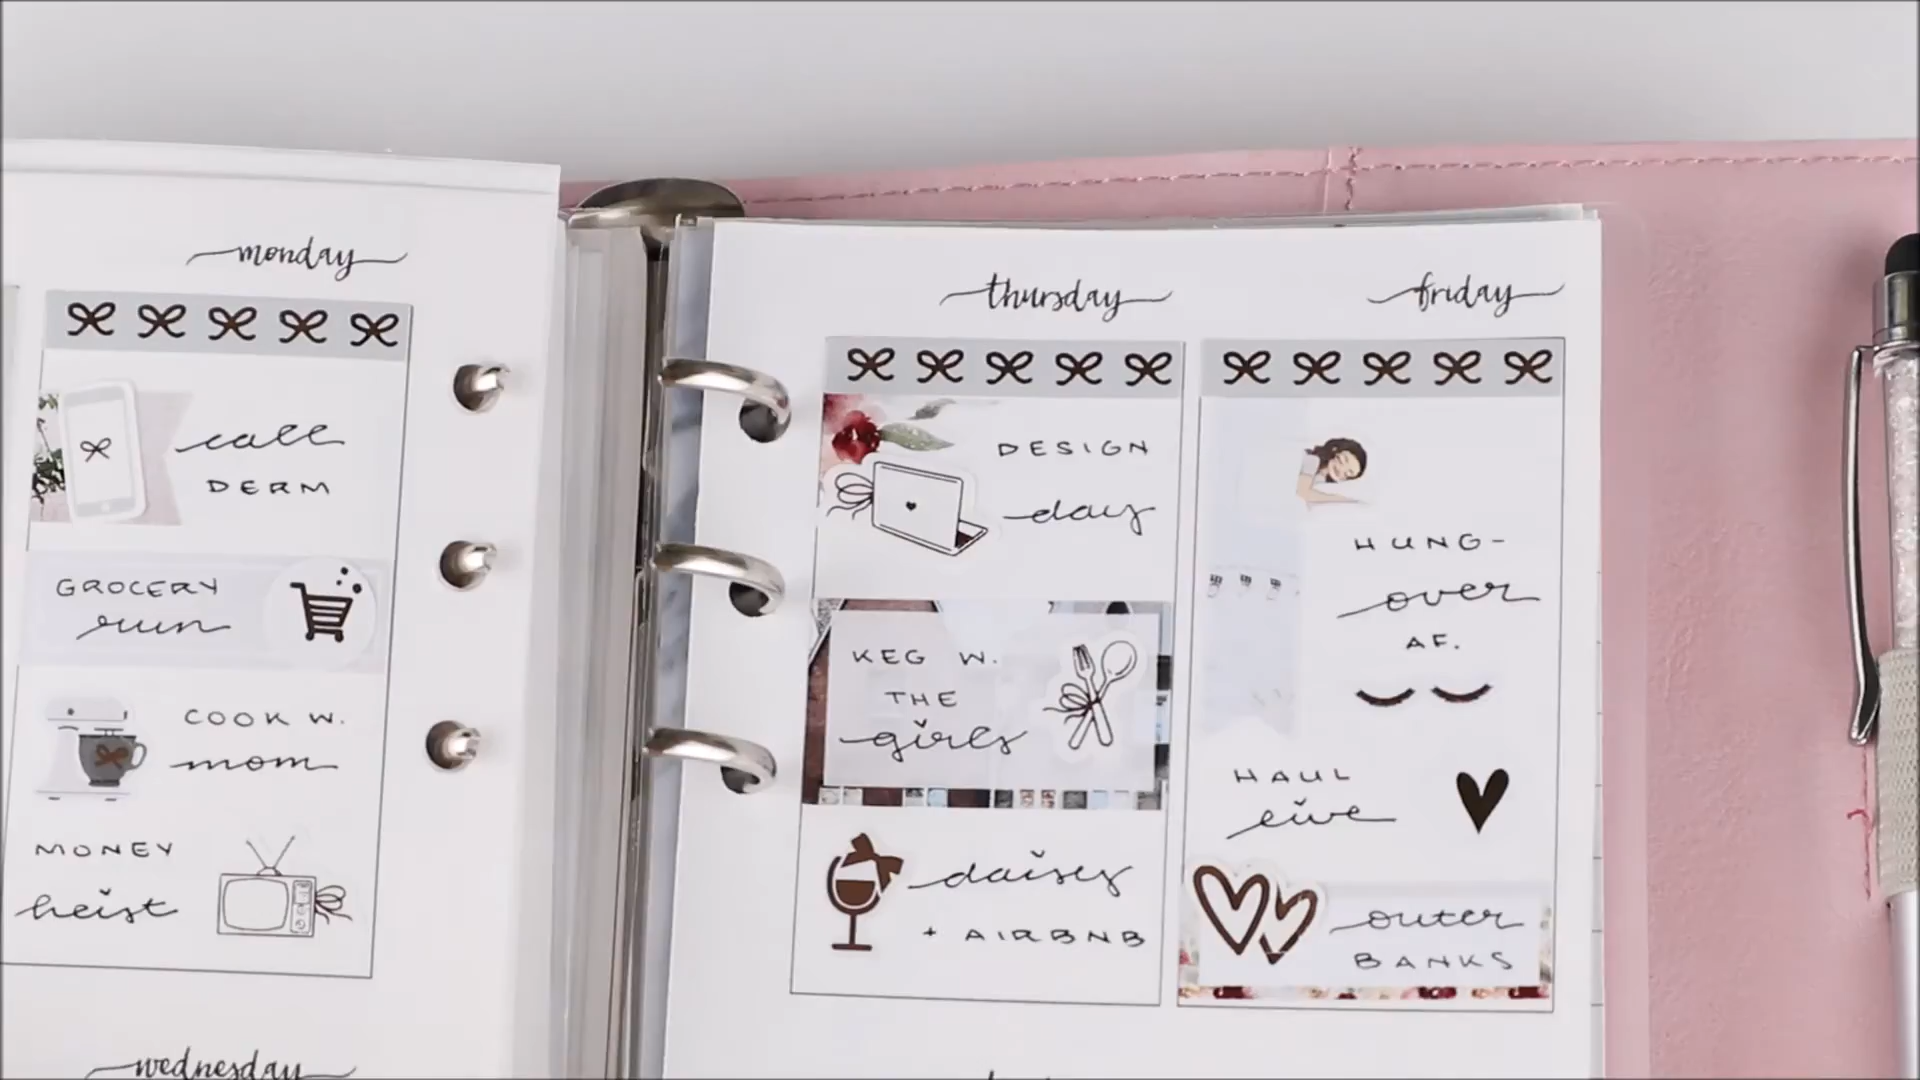 monday
call
DERM
GROCERY
run
COOK W.
mom
MONEY
heist
wednesday
thursday
DESIGN
day
KEG W.
THE
girls
daisy
+ AIRBNB
friday
HUNG-
over
AF.
HAUL
live
outer
BANKS